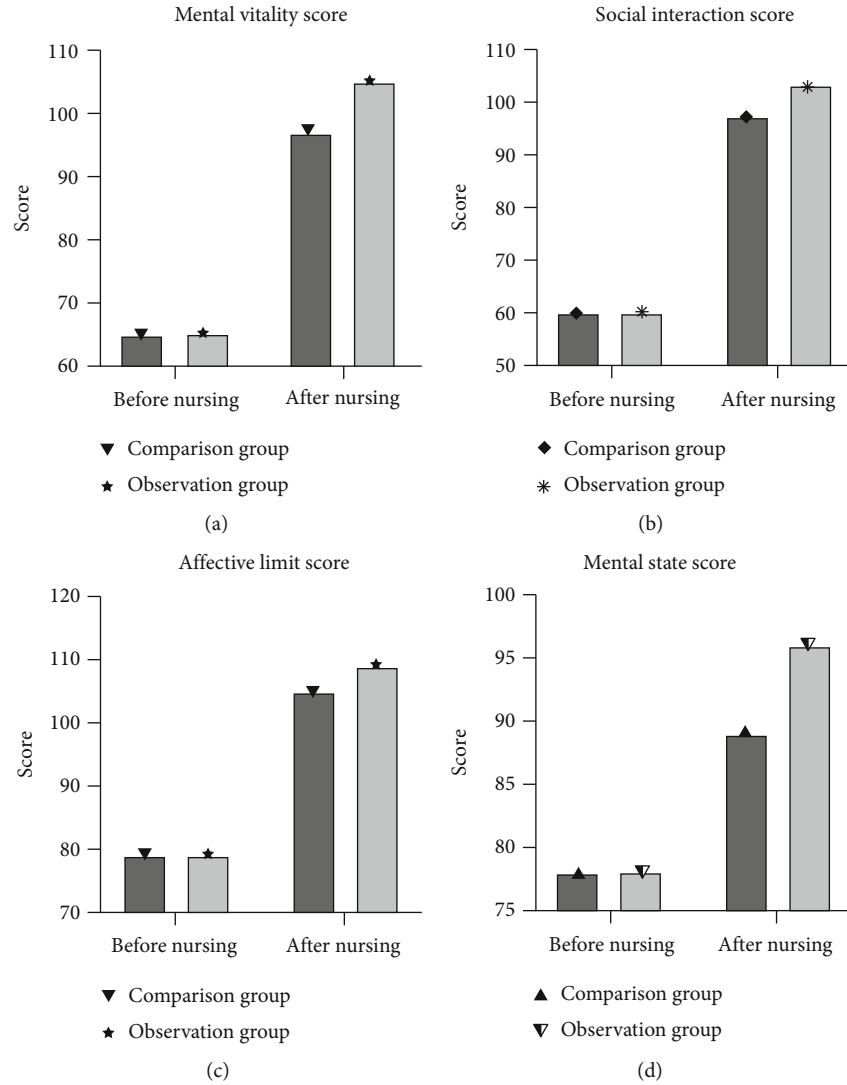 Mental vitality score
110
100
90
80
70
60
Score
Before nursing
After nursing
Comparison group
Observation group
(a)
Social interaction score
110
100
90
80
70
60
50
Score
Before nursing
After nursing
Comparison group
Observation group
(b)
Affective limit score
120
110
100
90
80
70
Score
Before nursing
After nursing
Comparison group
Observation group
(c)
Mental state score
100
95
90
85
80
75
Score
Before nursing
After nursing
Comparison group
Observation group
(d)